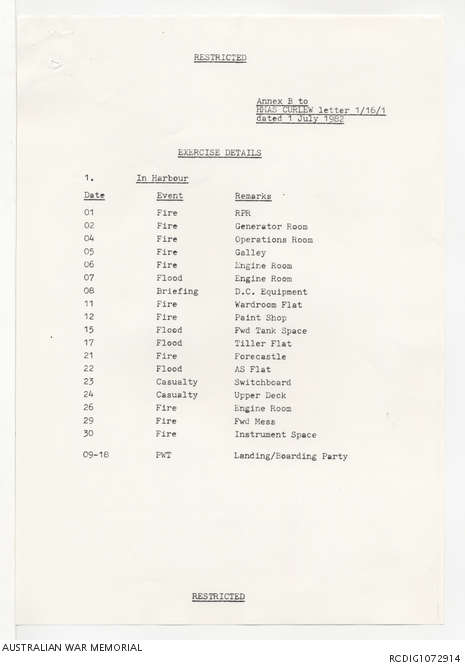 RESTRICTED
Annex B to
HMAS CURLEW letter 1/16/1
dated 1 July 1982
EXERCISE DETAILS
1. In Harbour
Date Event Remarks
01 Fire RPR
02 Fire Generator Room
04 Fire Operations Room
05 Fire Galley
06 Fire Engine Room
07 Flood Engine Room
08 Briefing D.C. Equipment
11 Fire Wardroom Flat
12 Fire Paint Shop
15 Flood Fwd Tank Space
17 Flood Tiller Flat
21 Fire Forecastle
22 Flood AS Flat
23 Casualty Switchboard
24 Casualty Upper Deck
26 Fire Engine Room
29 Fire Fwd Mess
30 Fire Instrument Space
09-18 PWT Landing/Boarding Party
RESTRICTED
AUSTRALIAN WAR MEMORIAL RCDIG1072914